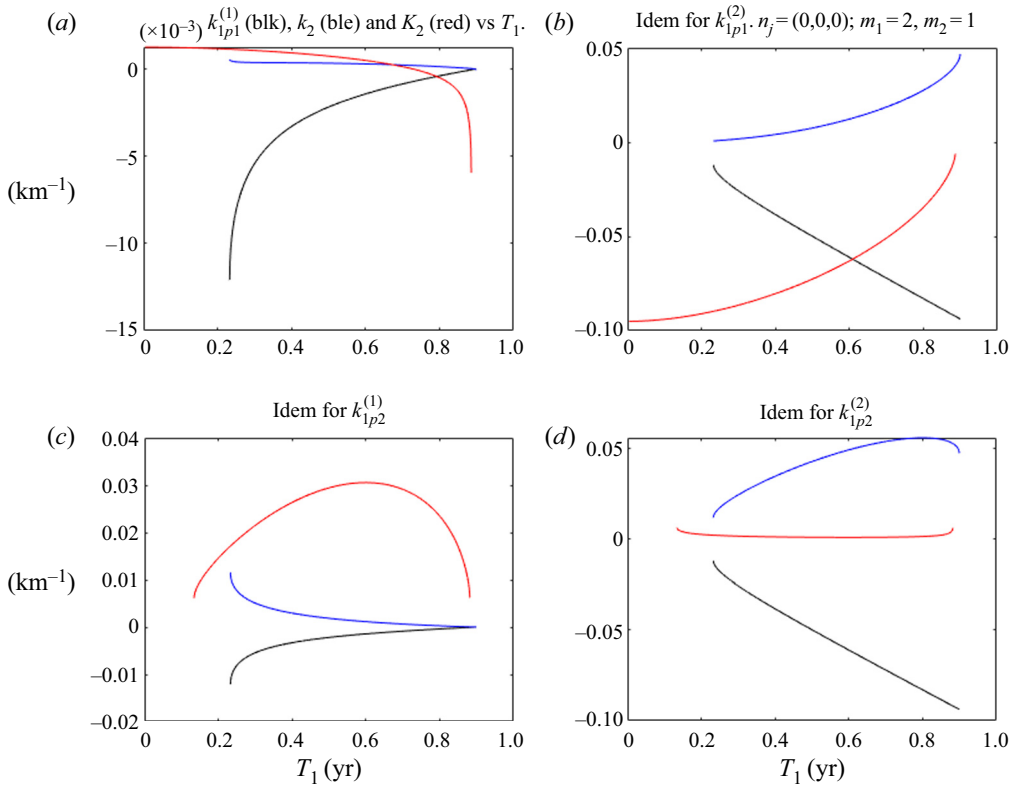 (a) (×10⁻³) k₁ₚ₁⁽¹⁾ (blk), k₂ (ble) and K₂ (red) vs T₁.
0
–5
(km⁻¹)
–10
–15
0 0.2 0.4 0.6 0.8 1.0
(b) Idem for k₁ₚ₁⁽²⁾. nⱼ = (0,0,0); m₁ = 2, m₂ = 1
0.05
0
–0.05
–0.10
0 0.2 0.4 0.6 0.8 1.0
(c) Idem for k₁ₚ₂⁽¹⁾
0.04
0.03
0.02
(km⁻¹)
0.01
0
–0.01
–0.02
0 0.2 0.4 0.6 0.8 1.0
T₁ (yr)
(d) Idem for k₁ₚ₂⁽²⁾
0.05
0
–0.05
–0.10
0 0.2 0.4 0.6 0.8 1.0
T₁ (yr)